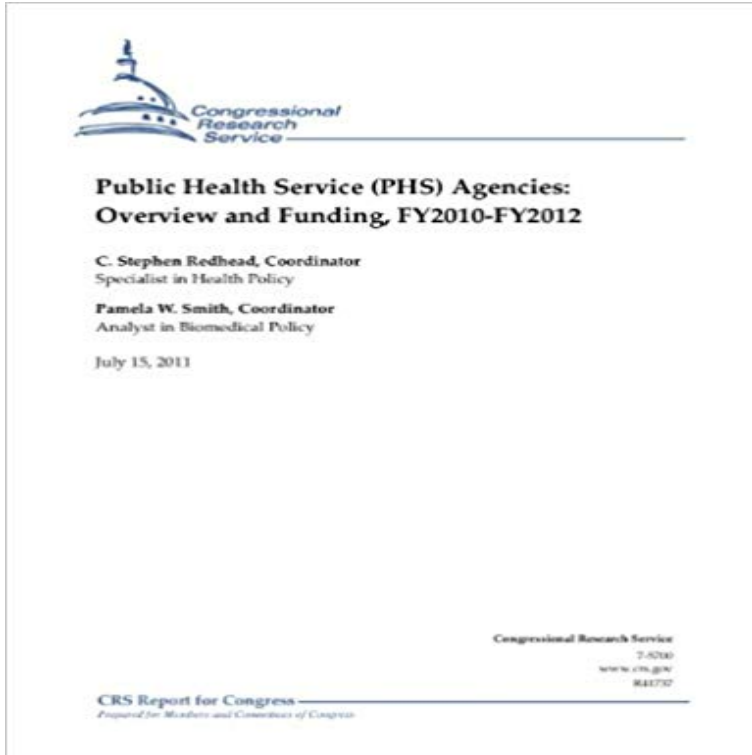 Congressional
Research
Service
Public Health Service (PHS) Agencies:
Overview and Funding, FY2010-FY2012
C. Stephen Redhead, Coordinator
Specialist in Health Policy
Pamela W. Smith, Coordinator
Analyst in Biomedical Policy
July 15, 2011
Congressional Research Service
7-5700
www.crs.gov
R41737
CRS Report for Congress
Prepared for Members and Committees of Congress